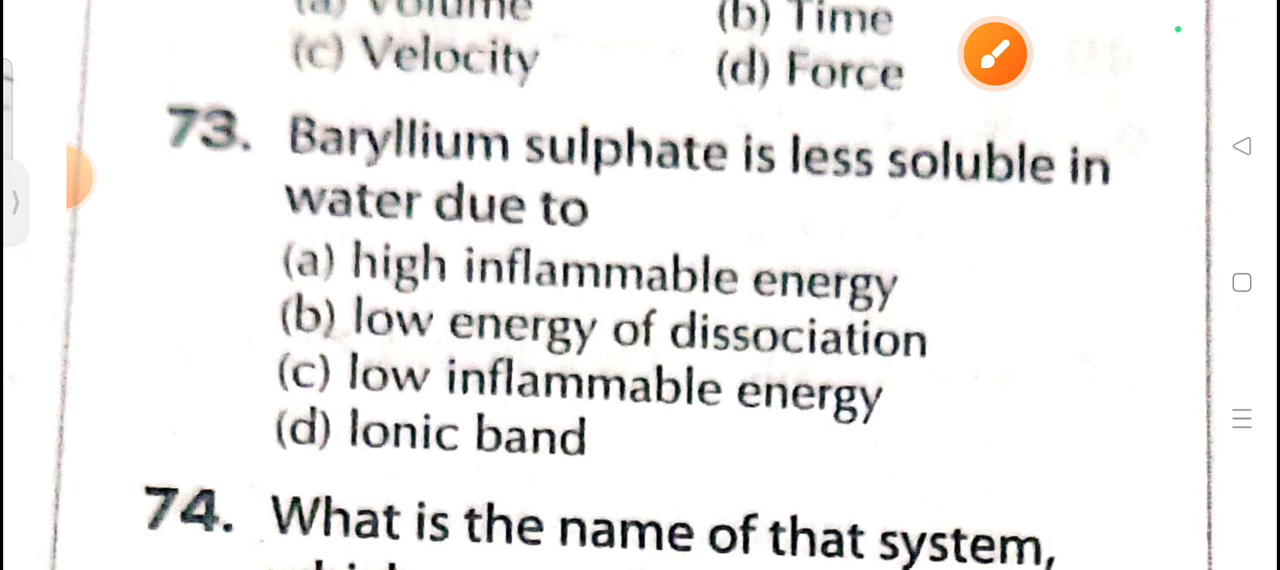 (a) Volume
(b) Time
(c) Velocity
(d) Force
73. Baryllium sulphate is less soluble in
water due to
(a) high inflammable energy
(b) low energy of dissociation
(c) low inflammable energy
(d) Ionic band
74. What is the name of that system,